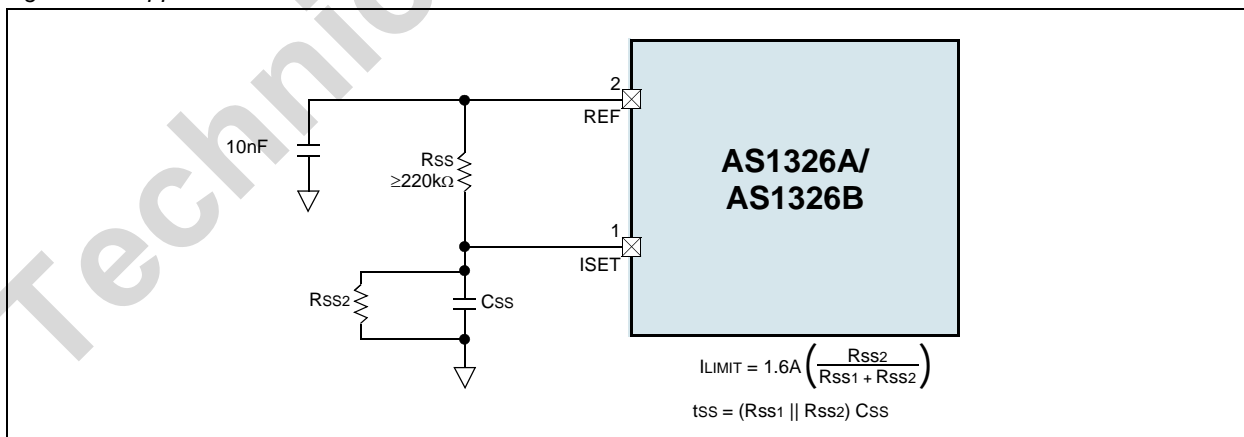 2
REF
10nF
RSS
≥220kΩ
AS1326A/
AS1326B
1
ISET
RSS2
CSS
ILIMIT = 1.6A (RSS2 / RSS1 + RSS2)
tSS = (RSS1 || RSS2) CSS
Technic